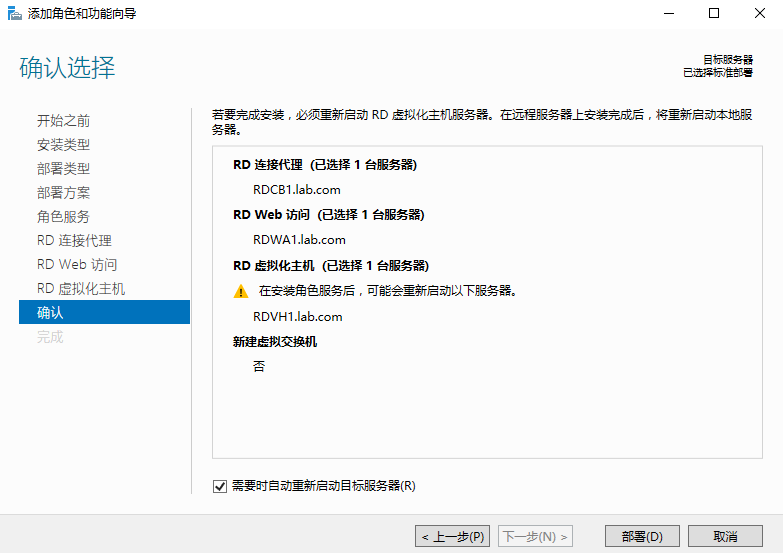 添加角色和功能向导
确认选择
目标服务器
已选择标准部署
开始之前
安装类型
部署类型
部署方案
角色服务
RD 连接代理
RD Web 访问
RD 虚拟化主机
确认
完成
若要完成安装，必须重新启动 RD 虚拟化主机服务器。在远程服务器上安装完成后，将重新启动本地服
务器。
RD 连接代理 (已选择 1 台服务器)
RDCB1.lab.com
RD Web 访问 (已选择 1 台服务器)
RDWA1.lab.com
RD 虚拟化主机 (已选择 1 台服务器)
在安装角色服务后，可能会重新启动以下服务器。
RDVH1.lab.com
新建虚拟交换机
否
需要时自动重新启动目标服务器(R)
< 上一步(P)
下一步(N) >
部署(D)
取消